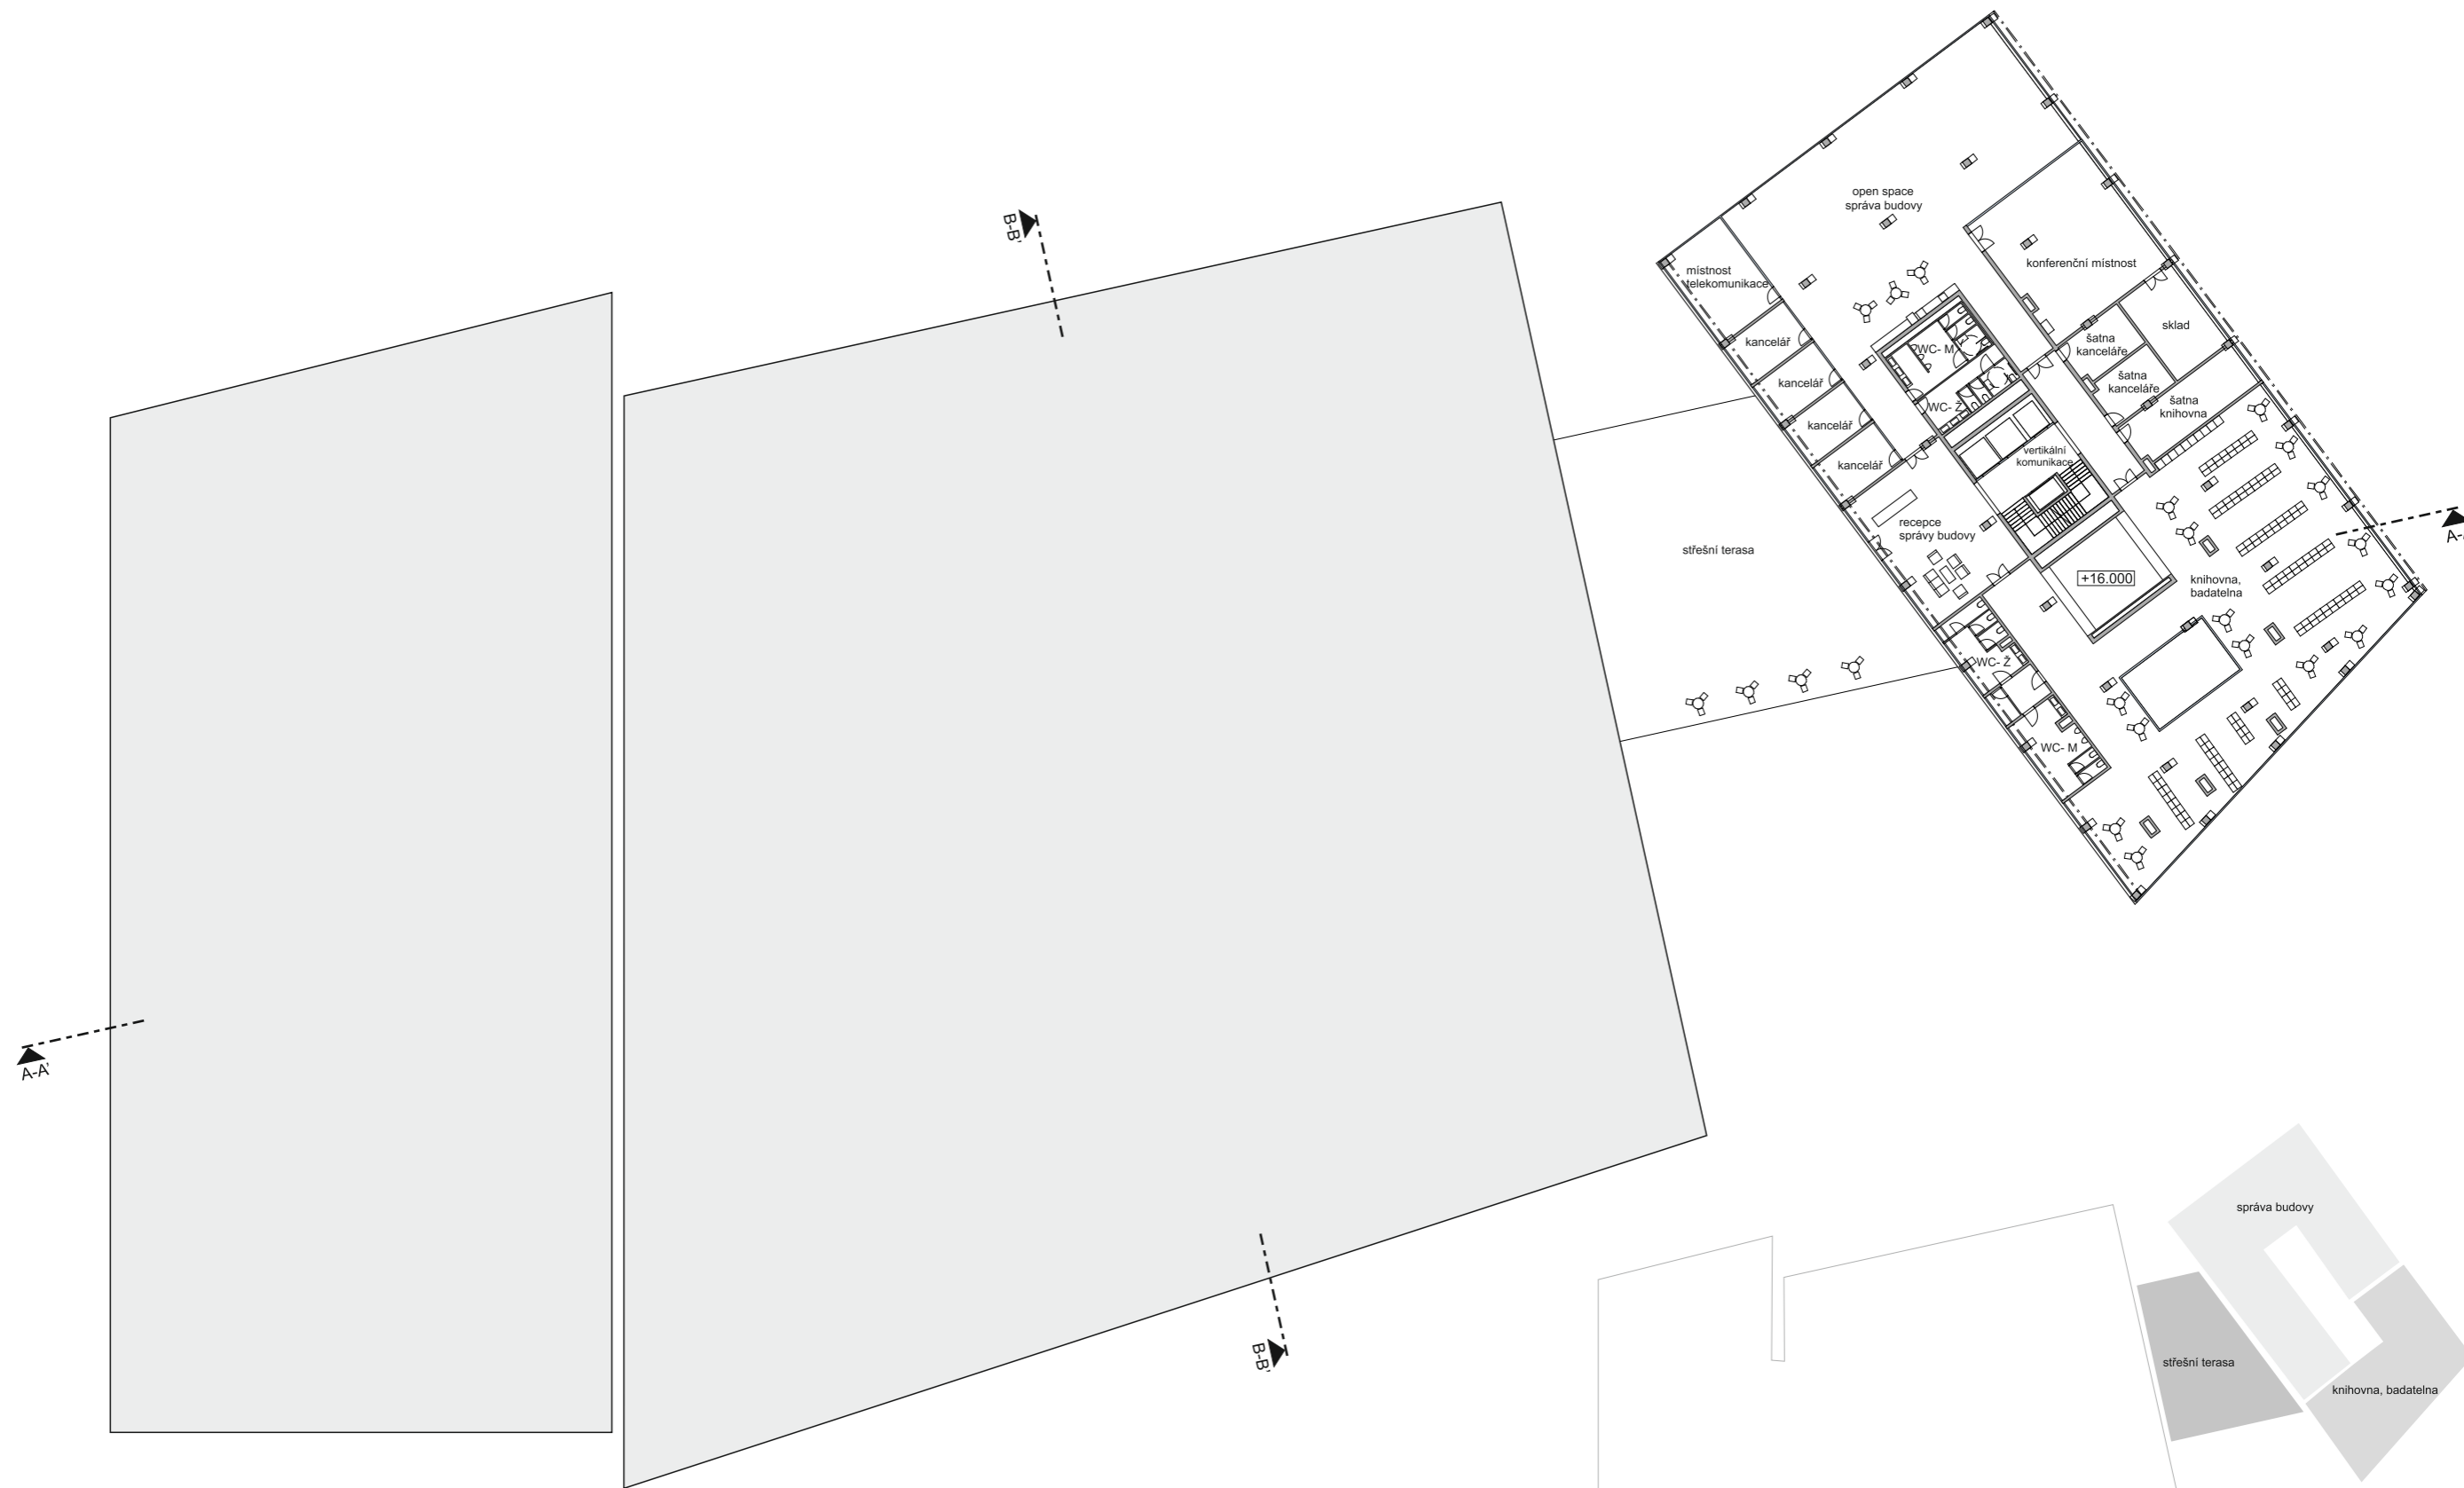 B-B'
open space
správa budovy
místnost
telekomunikace
konferenční místnost
sklad
šatna
kanceláře
šatna
kanceláře
šatna
knihovna
kancelář
kancelář
kancelář
kancelář
WC- M
WC- Ž
vertikální
komunikace
recepce
správy budovy
střešní terasa
+16.000
knihovna,
badatelna
WC- Ž
WC- M
A-A'
B-B'
správa budovy
střešní terasa
knihovna, badatelna